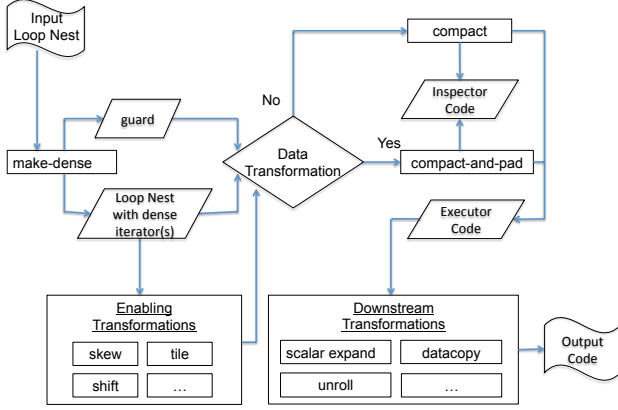 Input
Loop Nest
compact
No
Inspector
Code
guard
Data
Transformation
Yes
make-dense
compact-and-pad
Loop Nest
with dense
iterator(s)
Executor
Code
Enabling
Transformations
skew
tile
shift
...
Downstream
Transformations
scalar expand
datacopy
unroll
...
Output
Code